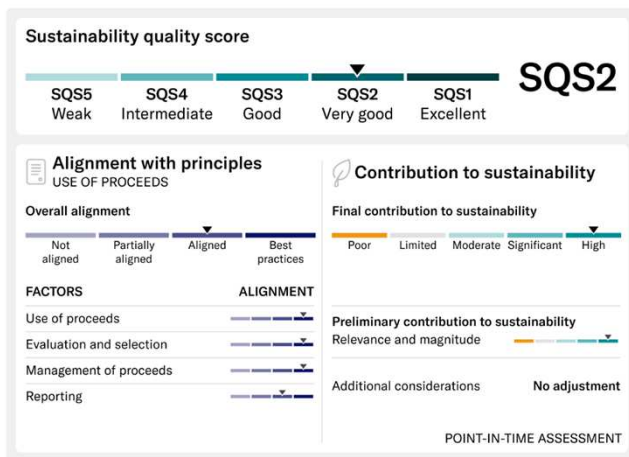 Sustainability quality score
SQS2
SQS5 SQS4 SQS3 SQS2 SQS1
Weak Intermediate Good Very good Excellent
Alignment with principles
USE OF PROCEEDS
Overall alignment
Not aligned Partially aligned Aligned Best practices
FACTORS ALIGNMENT
Use of proceeds
Evaluation and selection
Management of proceeds
Reporting
Contribution to sustainability
Final contribution to sustainability
Poor Limited Moderate Significant High
Preliminary contribution to sustainability
Relevance and magnitude
Additional considerations No adjustment
POINT-IN-TIME ASSESSMENT